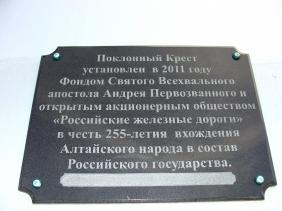 Поклонный Крест
установлен в 2011 году
Фондом Святого Всехвального
апостола Андрея Первозванного и
открытым акционерным обществом
«Российские железные дороги»
в честь 255-летия вхождения
Алтайского народа в состав
Российского государства.